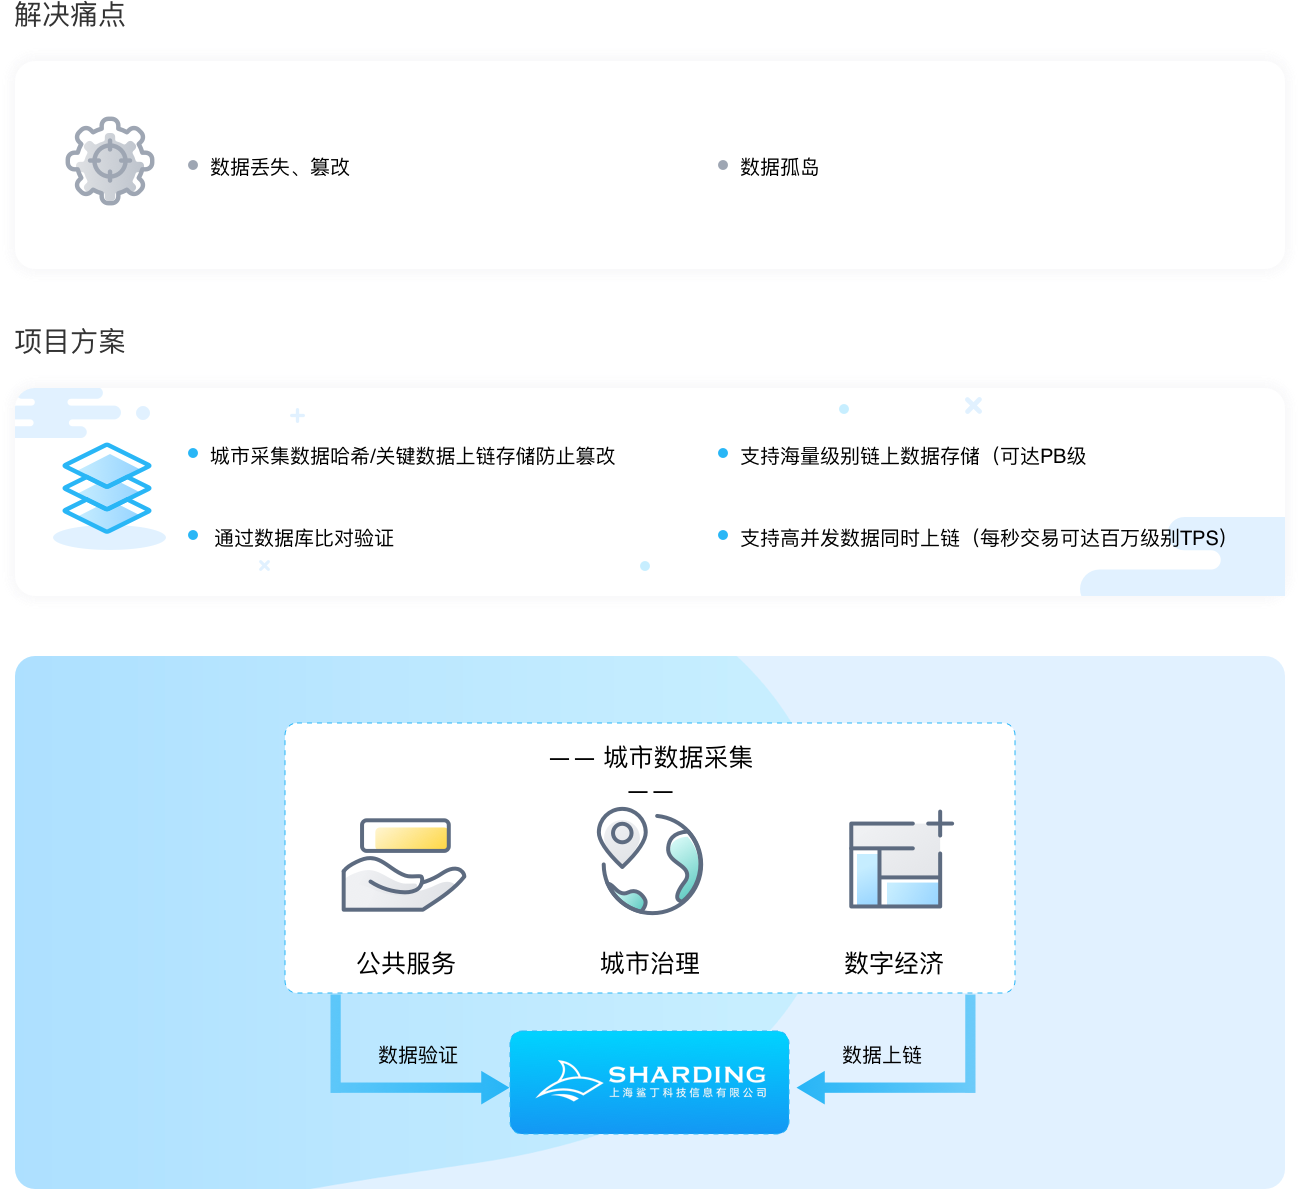 解决痛点
数据丢失、篡改
数据孤岛
项目方案
城市采集数据哈希/关键数据上链存储防止篡改
支持海量级别链上数据存储（可达PB级
通过数据库比对验证
支持高并发数据同时上链（每秒交易可达百万级别TPS）
—— 城市数据采集
——
公共服务
城市治理
数字经济
数据验证
数据上链
SHARDING
上海鲨丁科技信息有限公司